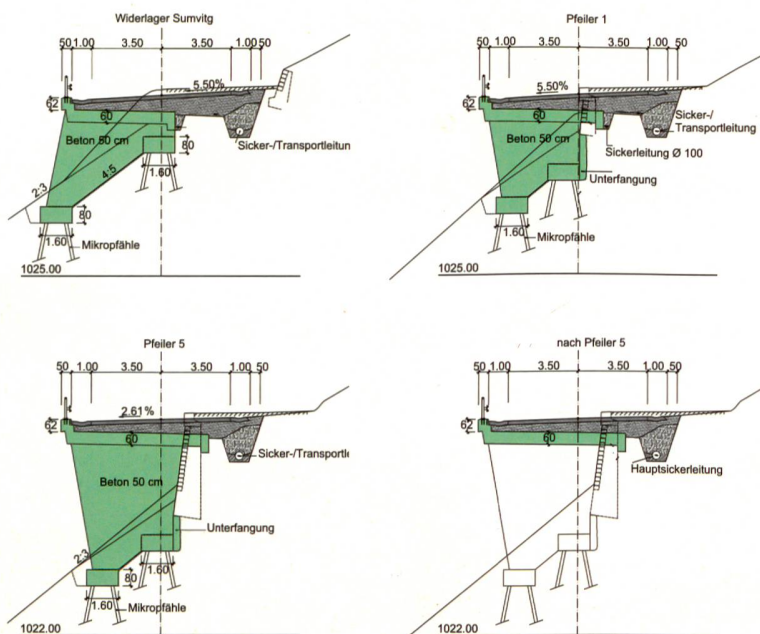 Widerlager Sumvitg
50 1.00 3.50 3.50 1.00 50
5.50%
62
60
Beton 50 cm
80
Sicker-/Transportleitun
4:5
1.60
2:3
80
1.60
Mikropfähle
1025.00
Pfeiler 1
50 1.00 3.50 3.50 1.00 50
5.50%
62
60
Sicker-/
Transportleitung
Beton 50 cm
Sickerleitung Ø 100
Unterfangung
1.60
Mikropfähle
1025.00
Pfeiler 5
50 1.00 3.50 3.50 1.00 50
2.61%
62
60
Sicker-/Transportle
Beton 50 cm
Unterfangung
2:3
80
1.60
1.60
Mikropfähle
1022.00
nach Pfeiler 5
50 1.00 3.50 3.50 1.00 50
62
60
Hauptsickerleitung
1022.00